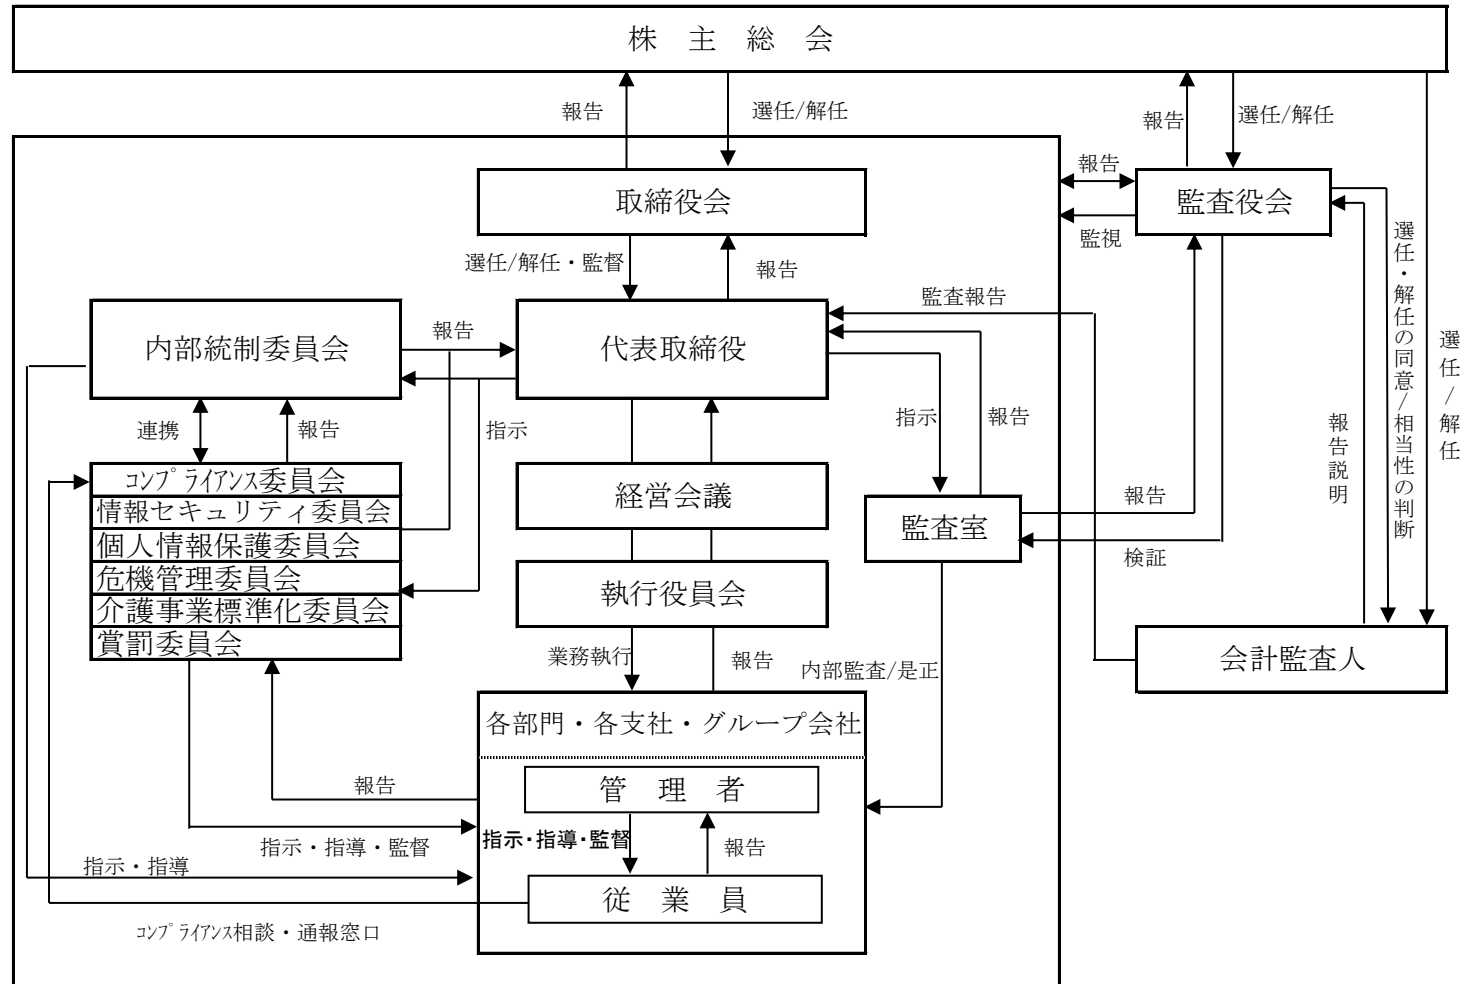 株　主　総　会
報告
選任/解任
報告
選任/解任
取締役会
報告
監視
監査役会
選任/解任・監督
報告
監査報告
内部統制委員会
報告
代表取締役
指示
報告
連携
報告
指示
選任・解任の同意/相当性の判断
選任/解任
報告説明
ｺﾝﾌﾟﾗｲｱﾝｽ委員会
情報セキュリティ委員会
個人情報保護委員会
危機管理委員会
介護事業標準化委員会
賞罰委員会
経営会議
執行役員会
監査室
報告
検証
業務執行
報告
内部監査/是正
会計監査人
各部門・各支社・グループ会社
管　理　者
報告
指示・指導・監督
指示・指導・監督
報告
指示・指導
従　業　員
ｺﾝﾌﾟﾗｲｱﾝｽ相談・通報窓口